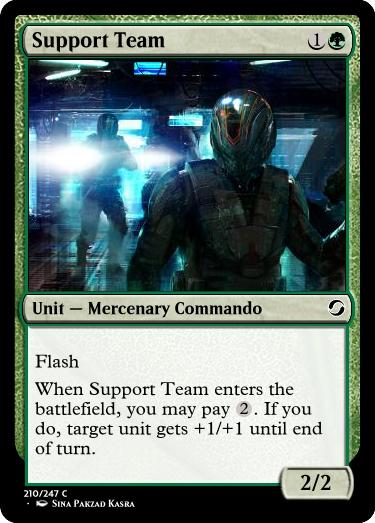 Support Team 1
Unit — Mercenary Commando
Flash
When Support Team enters the
battlefield, you may pay 2. If you
do, target unit gets +1/+1 until end
of turn.
2/2
210/247 C
· Sina Pakzad Kasra